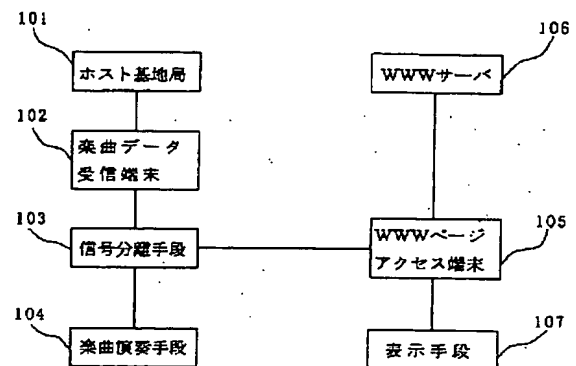 101
ホスト基地局
102
楽曲データ
受信端末
103
信号分離手段
104
楽曲演奏手段
106
WWWサーバ
WWWページ
アクセス端末
105
表示手段
107